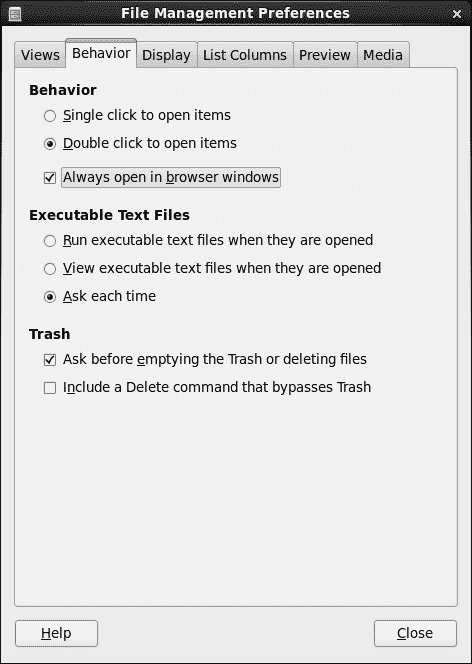 File Management Preferences
Views Behavior Display List Columns Preview Media
Behavior
Single click to open items
Double click to open items
Always open in browser windows
Executable Text Files
Run executable text files when they are opened
View executable text files when they are opened
Ask each time
Trash
Ask before emptying the Trash or deleting files
Include a Delete command that bypasses Trash
Help Close